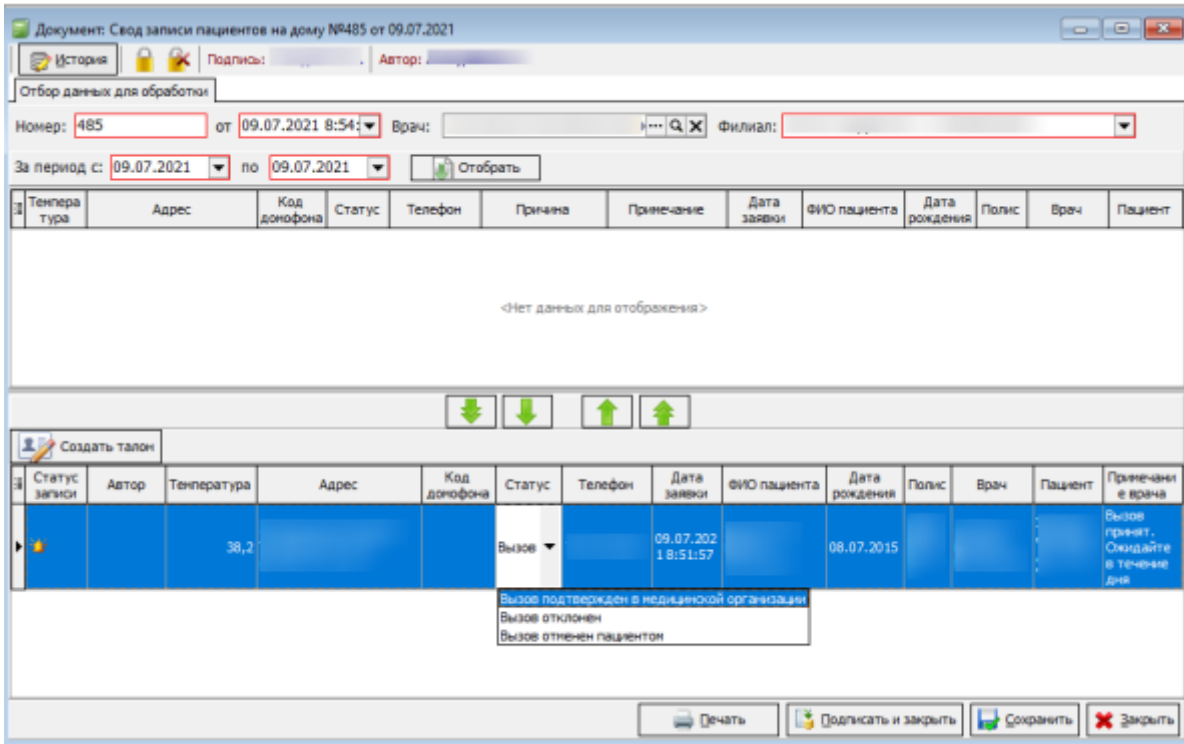 Документ: Свод записи пациентов на дому №485 от 09.07.2021
История Подпись: Автор:
Отбор данных для обработки
Номер: 485 от 09.07.2021 8:54: Врач: Филиал:
За период с: 09.07.2021 по 09.07.2021 Отобрать
Темпера Адрес Код Статус Телефон Причина Примечание Дата ФИО пациента Дата Полис Врач Пациент
тура домофона заявки рождения
<Нет данных для отображения>
Создать талон
Статус Автор Температура Адрес Код Статус Телефон Дата ФИО пациента Дата Полис Врач Пациент Примечани
записи домофона заявки рождения е врача
Вызов
принят.
38,2 Вызов 09.07.202 08.07.2015 Ожидайте
1 8:51:57 в течение
дня
Вызов подтвержден в медицинской организации
Вызов отклонен
Вызов отменен пациентом
Печать Подписать и закрыть Сохранить Закрыть